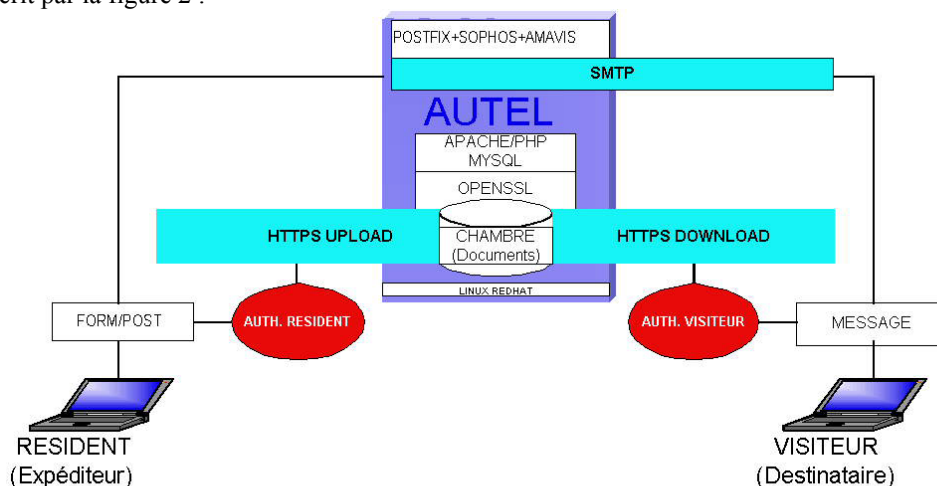 crit par la figure 2 :
POSTFIX+SOPHOS+AMAVIS
SMTP
AUTEL
APACHE/PHP
MYSQL
OPENSSL
HTTPS UPLOAD
CHAMBRE
(Documents)
HTTPS DOWNLOAD
LINUX REDHAT
FORM/POST
AUTH. RESIDENT
AUTH. VISITEUR
MESSAGE
RESIDENT
(Expéditeur)
VISITEUR
(Destinataire)